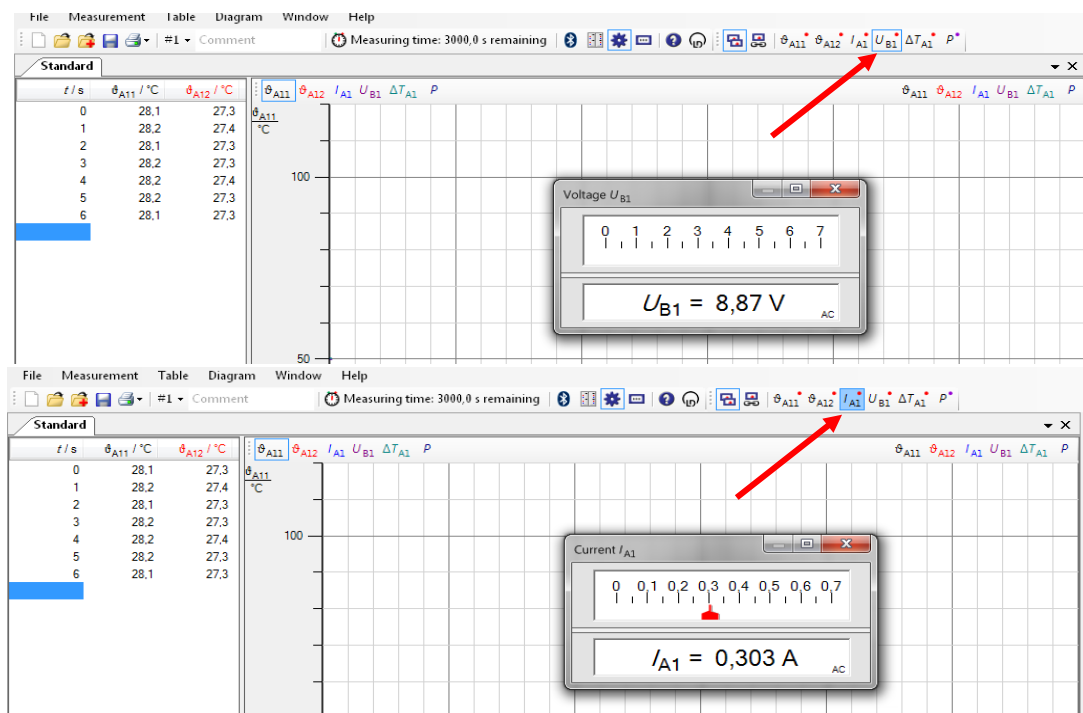 File Measurement Table Diagram Window Help
#1 Comment Measuring time: 3000,0 s remaining ϑA11 ϑA12 IA1 UB1 ΔTA1 P
Standard
t / s ϑA11 / °C ϑA12 / °C ϑA11 ϑA12 IA1 UB1 ΔTA1 P ϑA11 ϑA12 IA1 UB1 ΔTA1 P
0 28,1 27,3
1 28,2 27,4
2 28,1 27,3
3 28,2 27,3
4 28,2 27,4
5 28,2 27,3
6 28,1 27,3
ϑA11
°C
100
50
Voltage UB1
0 1 2 3 4 5 6 7
UB1 = 8,87 V
AC
File Measurement Table Diagram Window Help
#1 Comment Measuring time: 3000,0 s remaining ϑA11 ϑA12 IA1 UB1 ΔTA1 P
Standard
t / s ϑA11 / °C ϑA12 / °C ϑA11 ϑA12 IA1 UB1 ΔTA1 P ϑA11 ϑA12 IA1 UB1 ΔTA1 P
0 28,1 27,3
1 28,2 27,4
2 28,1 27,3
3 28,2 27,3
4 28,2 27,4
5 28,2 27,3
6 28,1 27,3
ϑA11
°C
100
Current IA1
0 0,1 0,2 0,3 0,4 0,5 0,6 0,7
IA1 = 0,303 A
AC